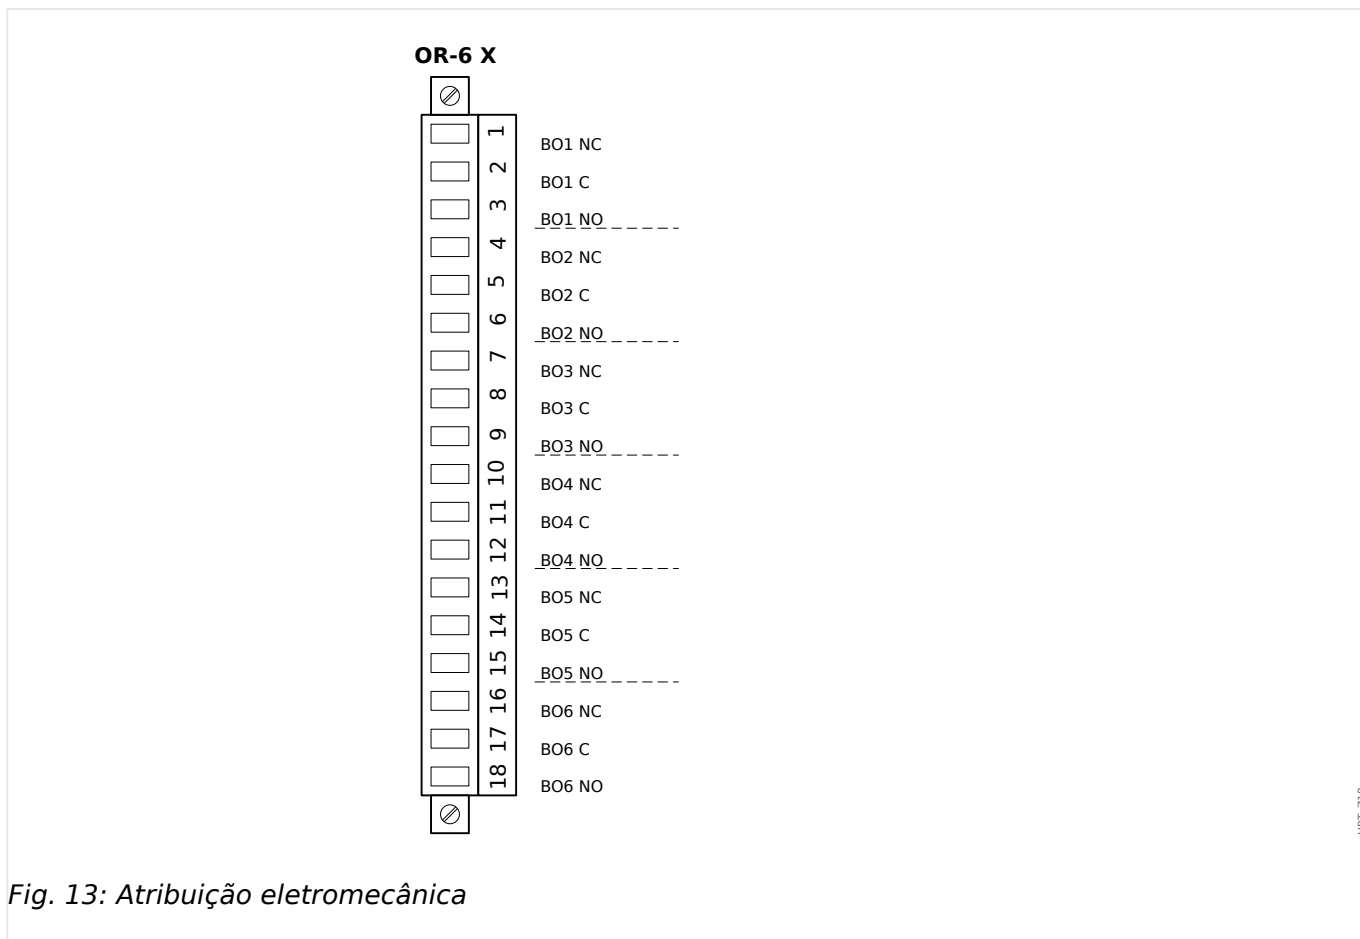 OR-6 X
1 BO1 NC
2 BO1 C
3 BO1 NO
4 BO2 NC
5 BO2 C
6 BO2 NO
7 BO3 NC
8 BO3 C
9 BO3 NO
10 BO4 NC
11 BO4 C
12 BO4 NO
13 BO5 NC
14 BO5 C
15 BO5 NO
16 BO6 NC
17 BO6 C
18 BO6 NO
Fig. 13: Atribuição eletromecânica